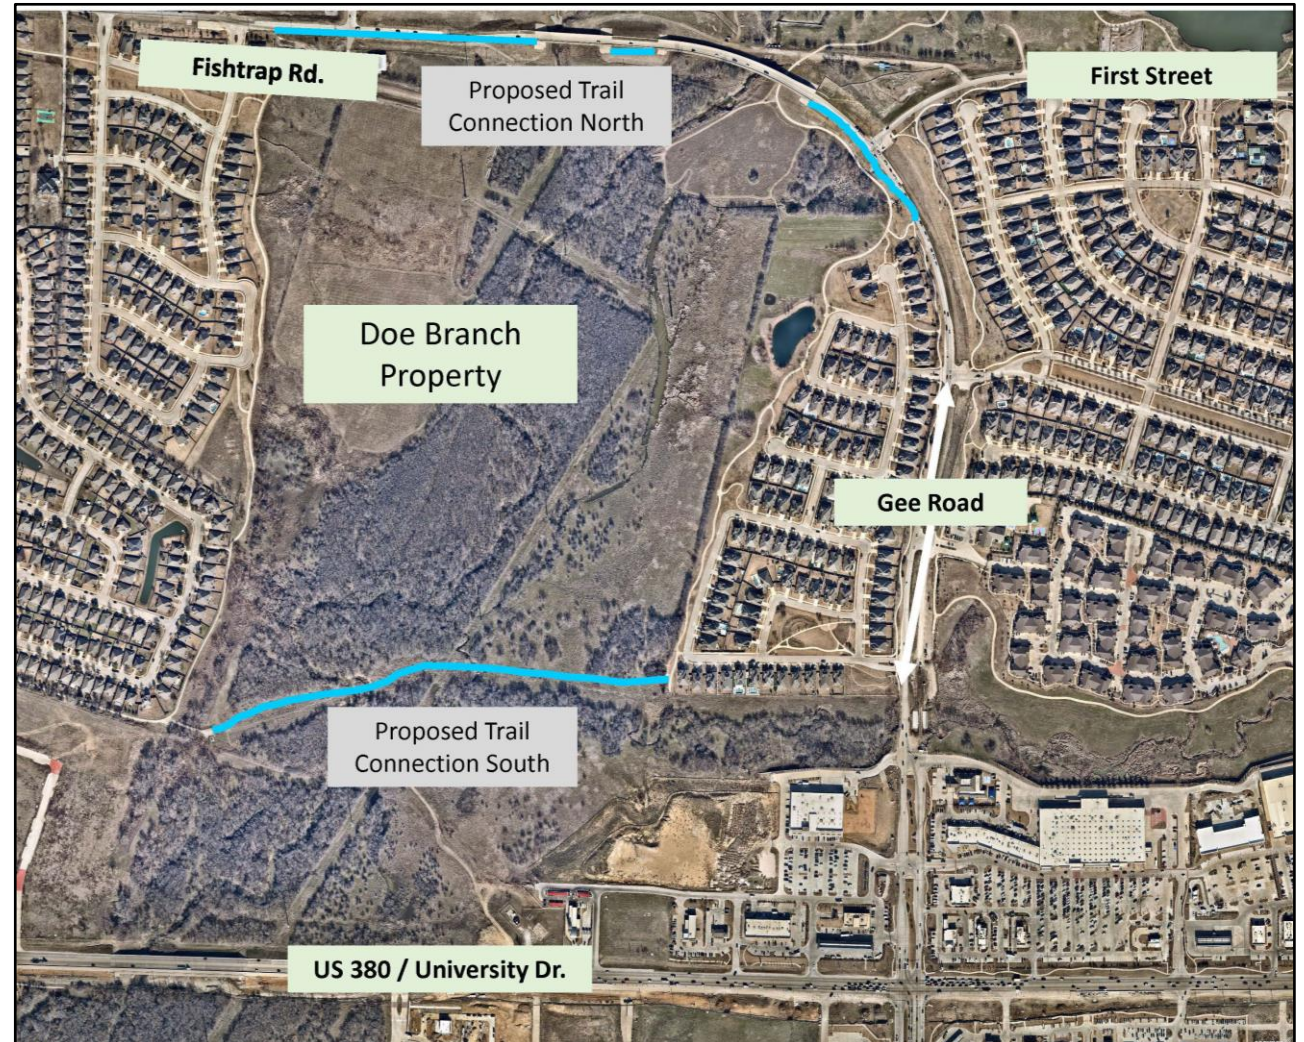 Fishtrap Rd.
Proposed Trail
Connection North
First Street
Doe Branch
Property
Gee Road
Proposed Trail
Connection South
US 380 / University Dr.